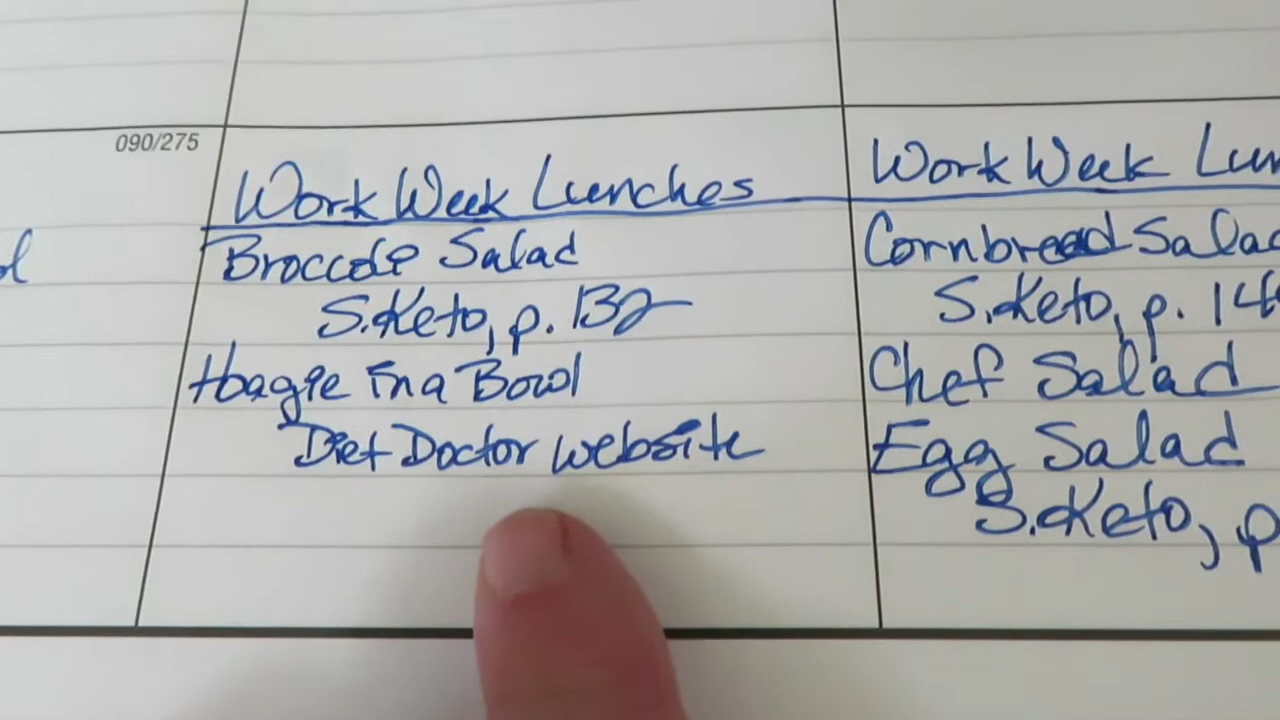 090/275
Work Week Lunches
Broccoli Salad
S.Keto, p. 132
Hoagie in a Bowl
Diet Doctor website
Work Week Lun
Cornbread Salad
S.Keto, p. 14
Chef Salad
Egg Salad
S.Keto, p